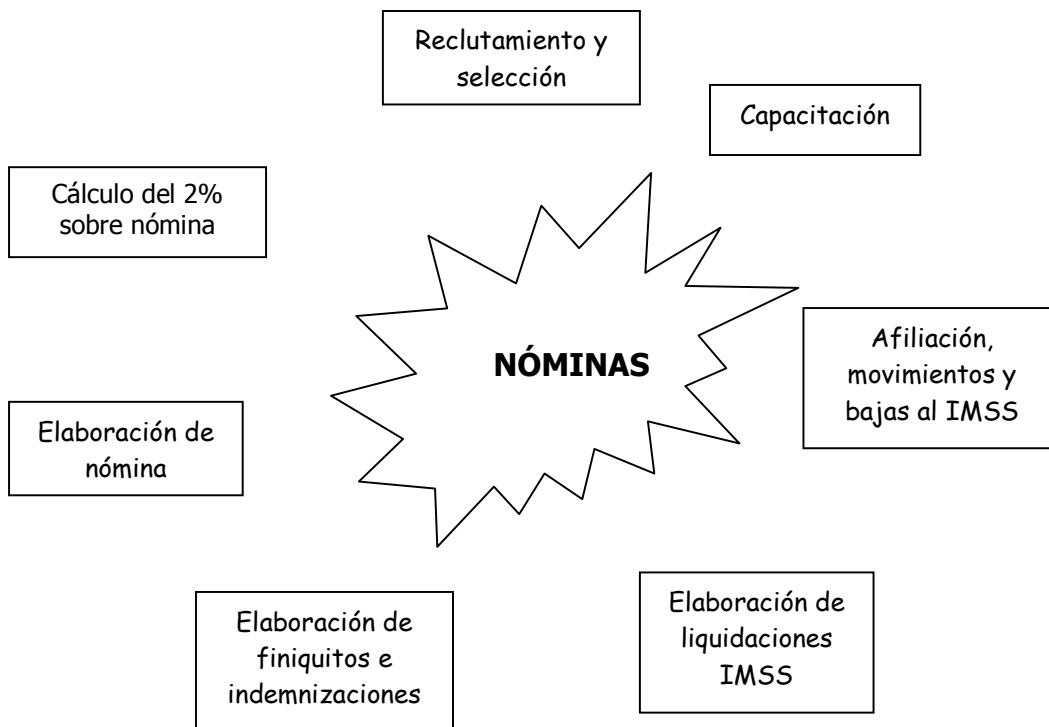 Reclutamiento y
selección
Capacitación
Cálculo del 2%
sobre nómina
NÓMINAS
Afiliación,
movimientos y
bajas al IMSS
Elaboración de
nómina
Elaboración de
finiquitos e
indemnizaciones
Elaboración de
liquidaciones
IMSS